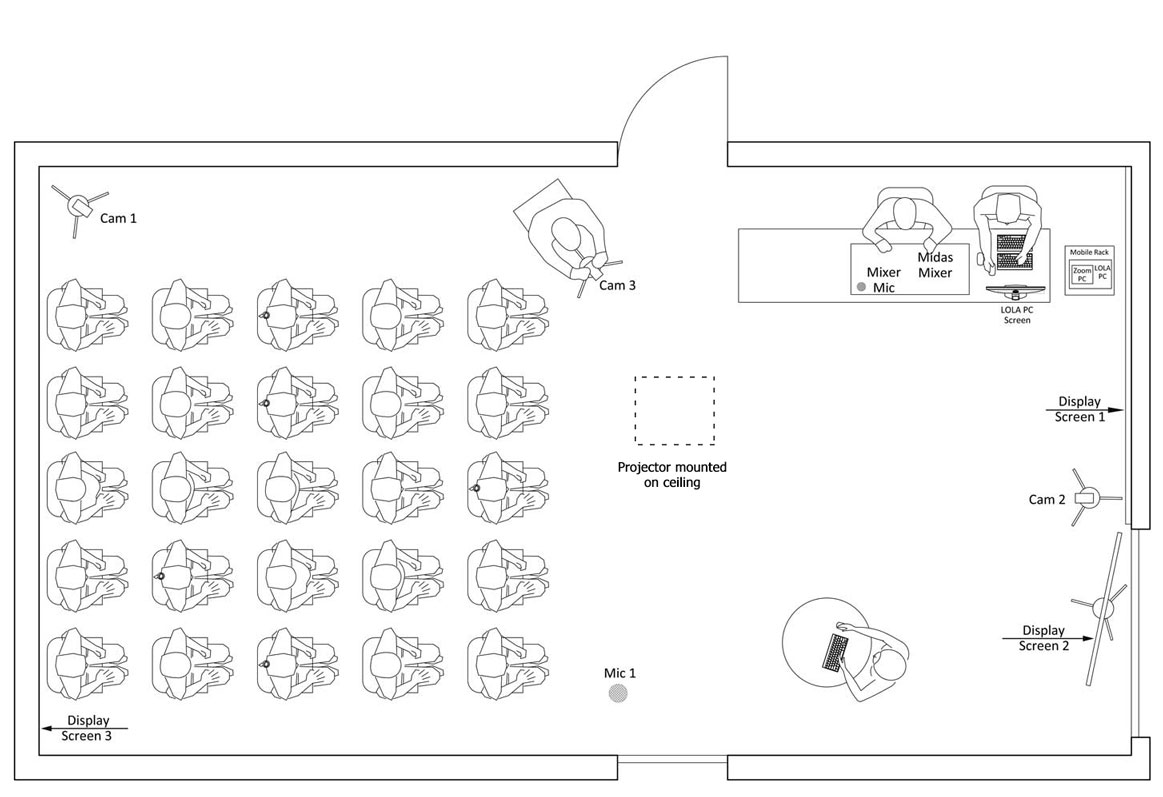 Cam 1
Cam 3
Mixer
Mic
Midas
Mixer
Mobile Rack
Zoom
PC
LOLA
PC
LOLA PC
Screen
Display
Screen 1
Projector mounted
on ceiling
Cam 2
Display
Screen 2
Mic 1
Display
Screen 3